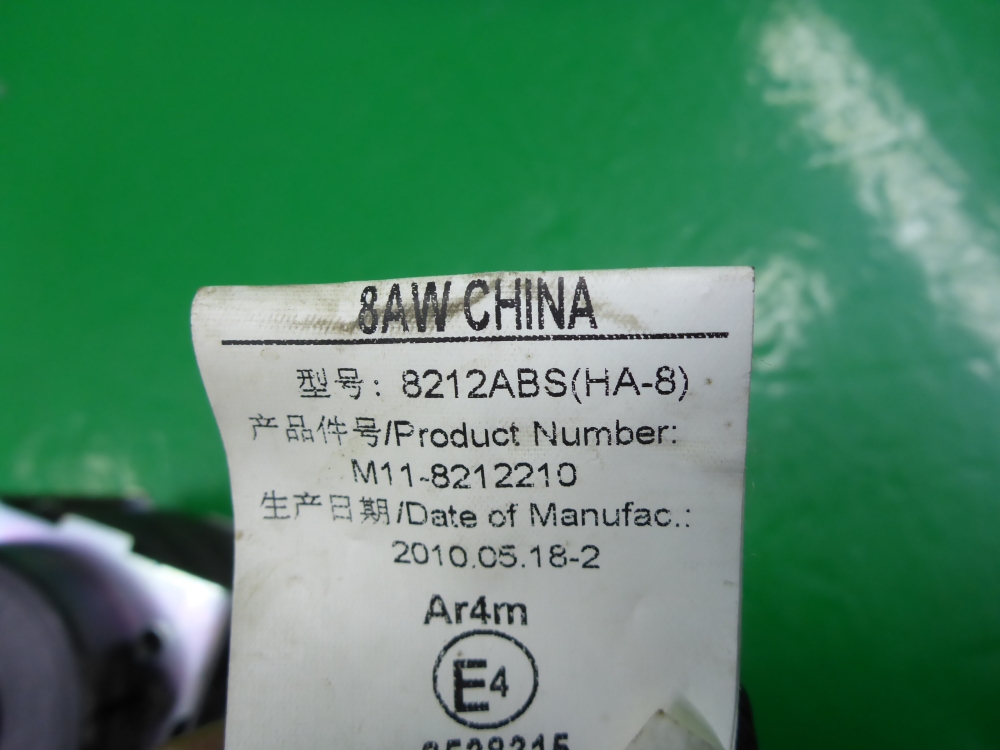 8AW CHINA
型号: 8212ABS(HA-8)
产品件号/Product Number:
M11-8212210
生产日期/Date of Manufac.:
2010.05.18-2
Ar4m
E4